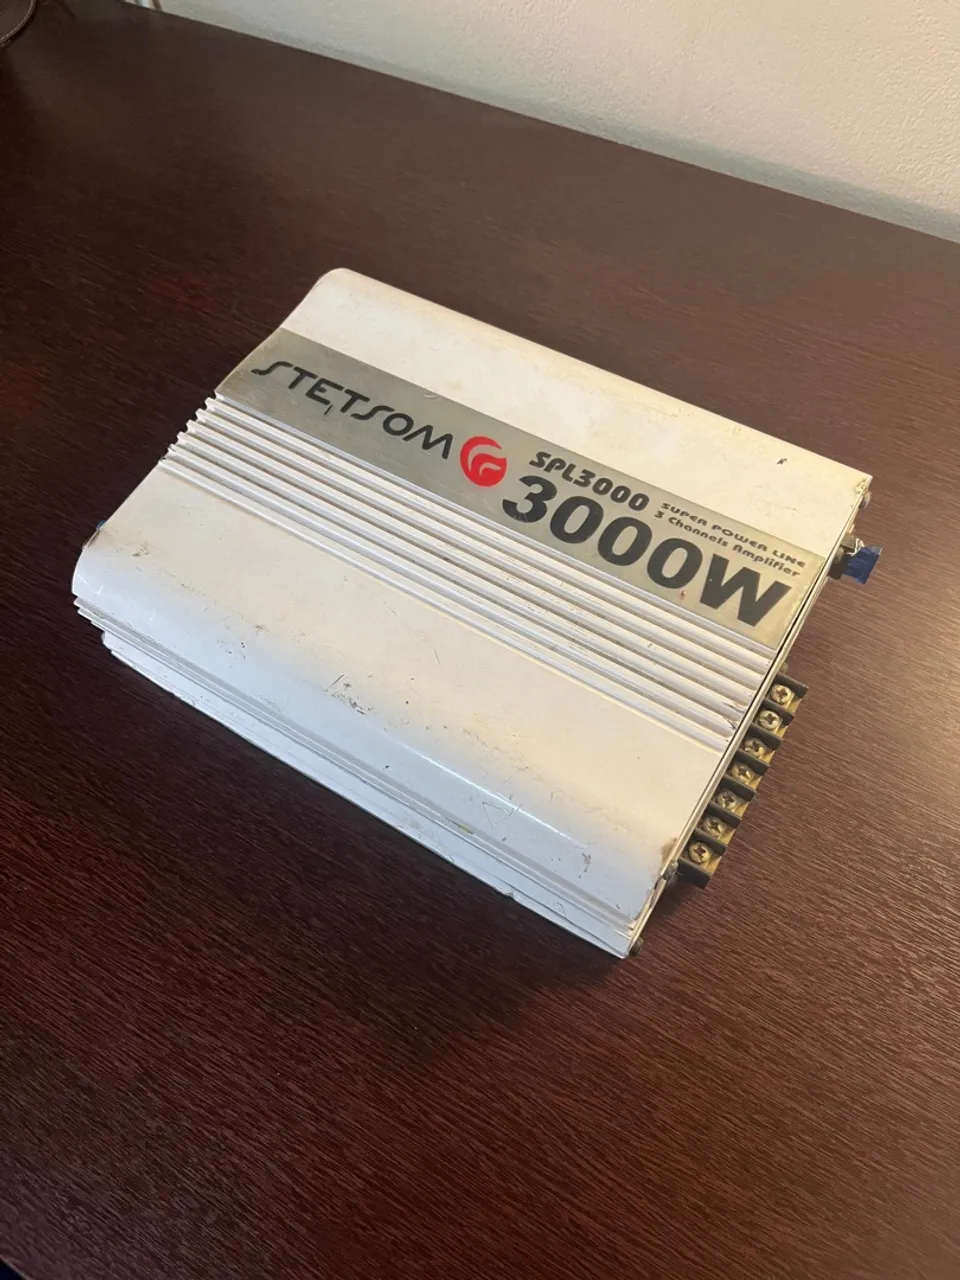 STETSOM
SPL3000
SUPER POWER LINE
3 Channels Amplifier
3000W